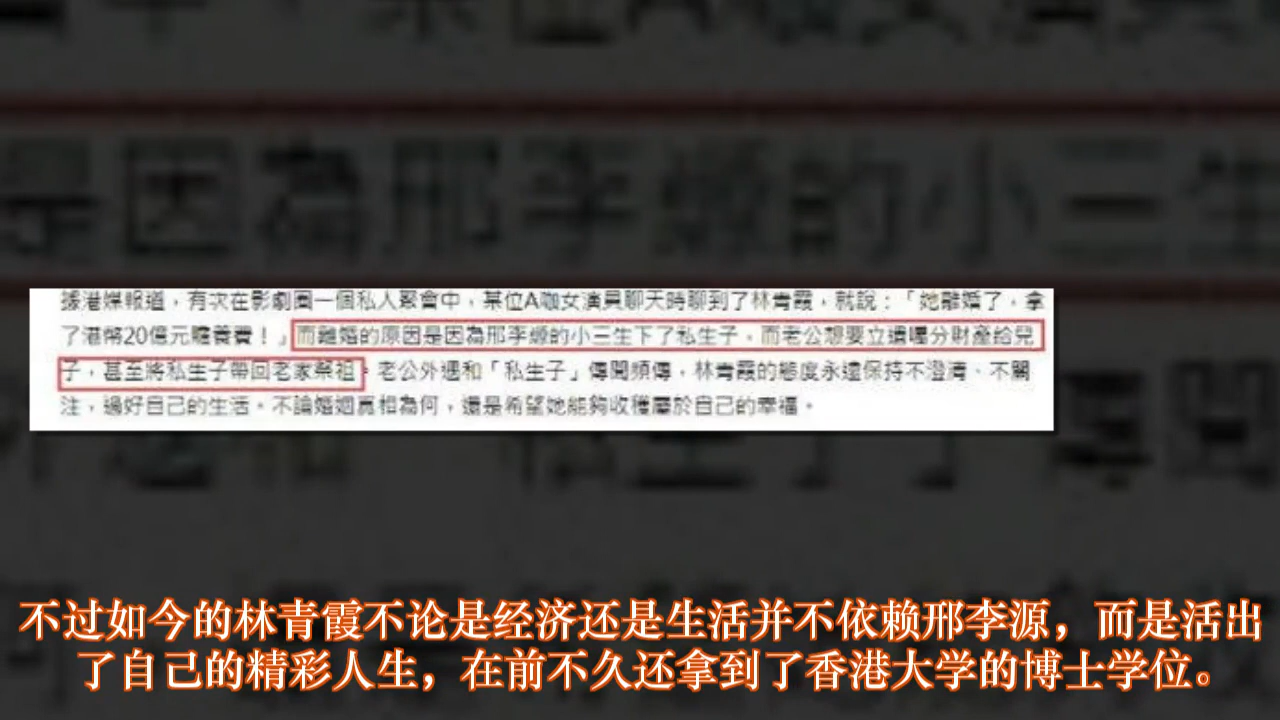 是因為邢李㷧的小三生
據港媒報道，有次在影劇圈一個私人聚會中，某位A咖女演員聊天時聊到了林青霞，就說：「她離婚了，拿
了港幣20億元贍養費！」而離婚的原因是因為邢李㷧的小三生下了私生子，而老公想要立遺囑分財產給兒
子，甚至將私生子帶回老家祭祖。老公外遇和「私生子」傳聞頻傳，林青霞的態度永遠保持不澄清、不關
注，過好自己的生活。不論婚姻真相為何，還是希望她能夠收穫屬於自己的幸福。
不过如今的林青霞不论是经济还是生活并不依赖邢李源，而是活出
了自己的精彩人生，在前不久还拿到了香港大学的博士学位。